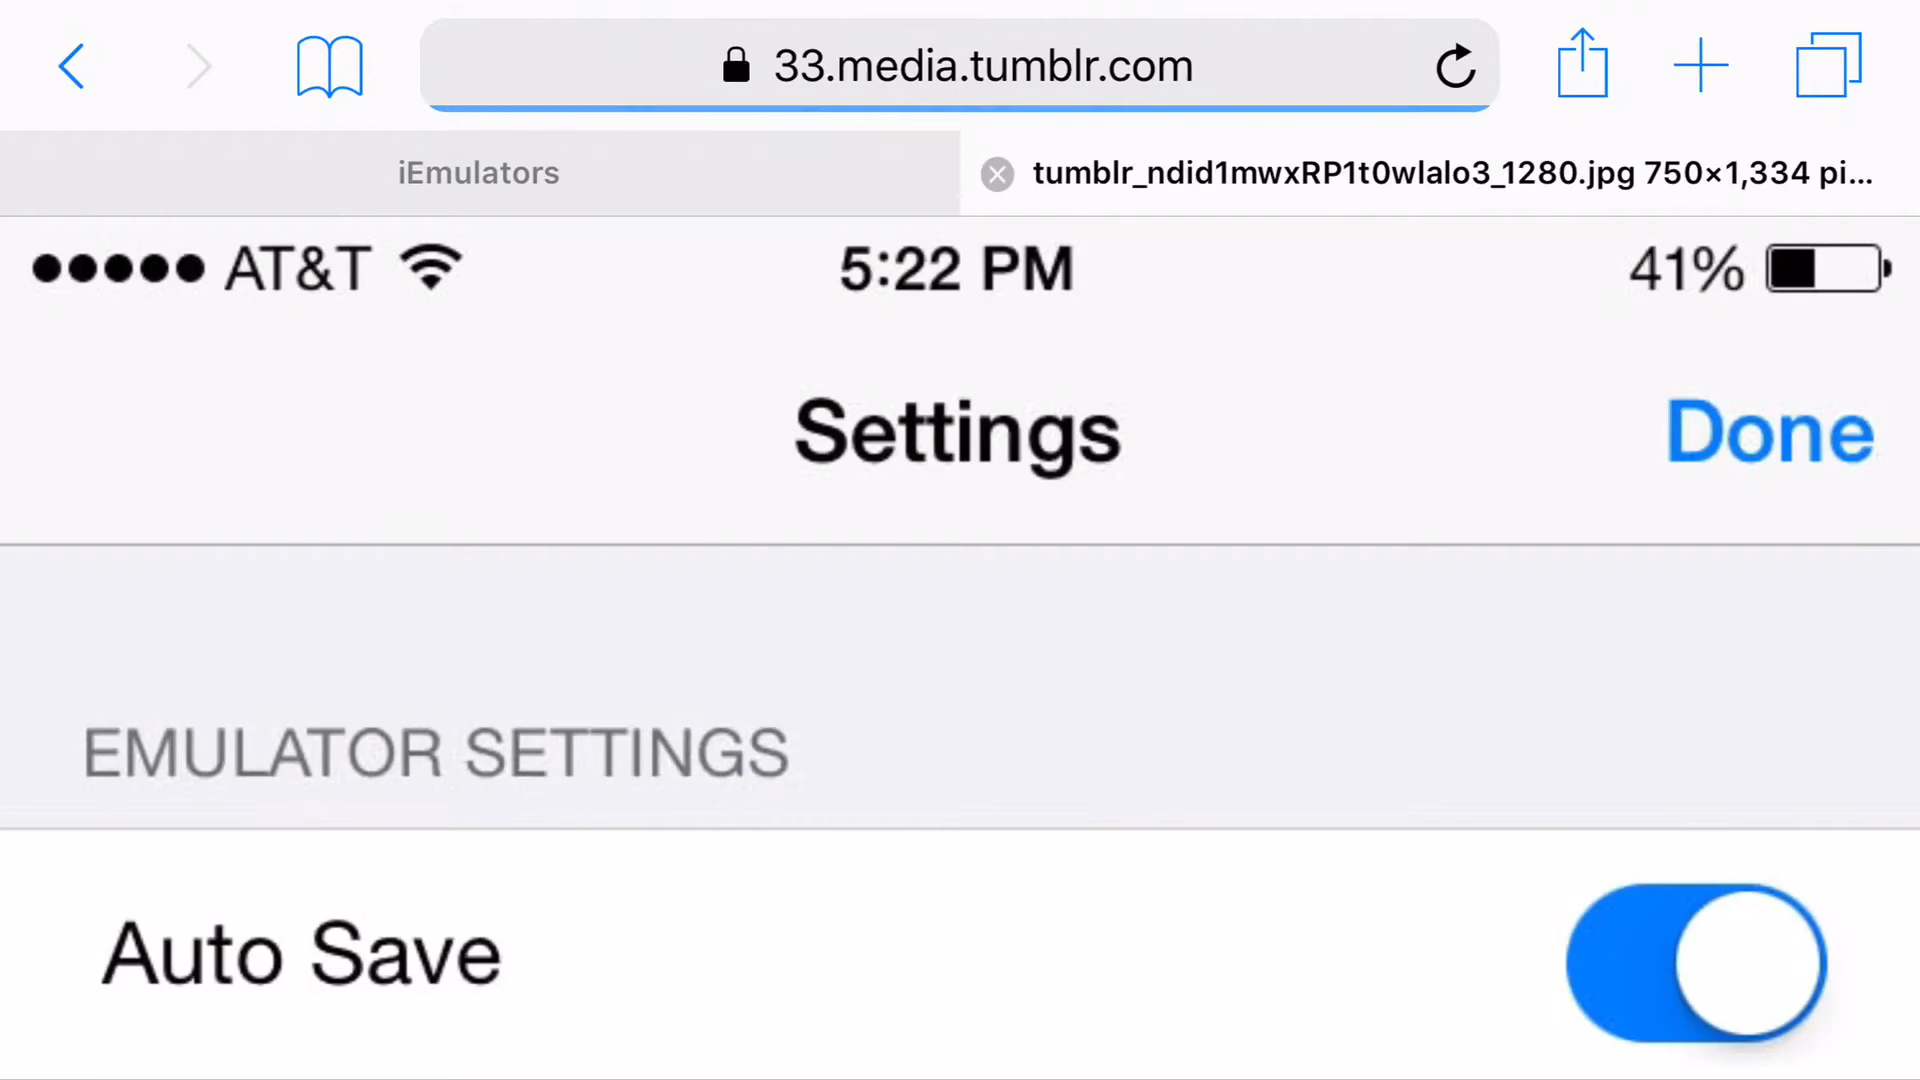 33.media.tumblr.com
iEmulators
tumblr_ndid1mwxRP1t0wlalo3_1280.jpg 750×1,334 pi...
AT&T 5:22 PM 41%
Settings Done
EMULATOR SETTINGS
Auto Save